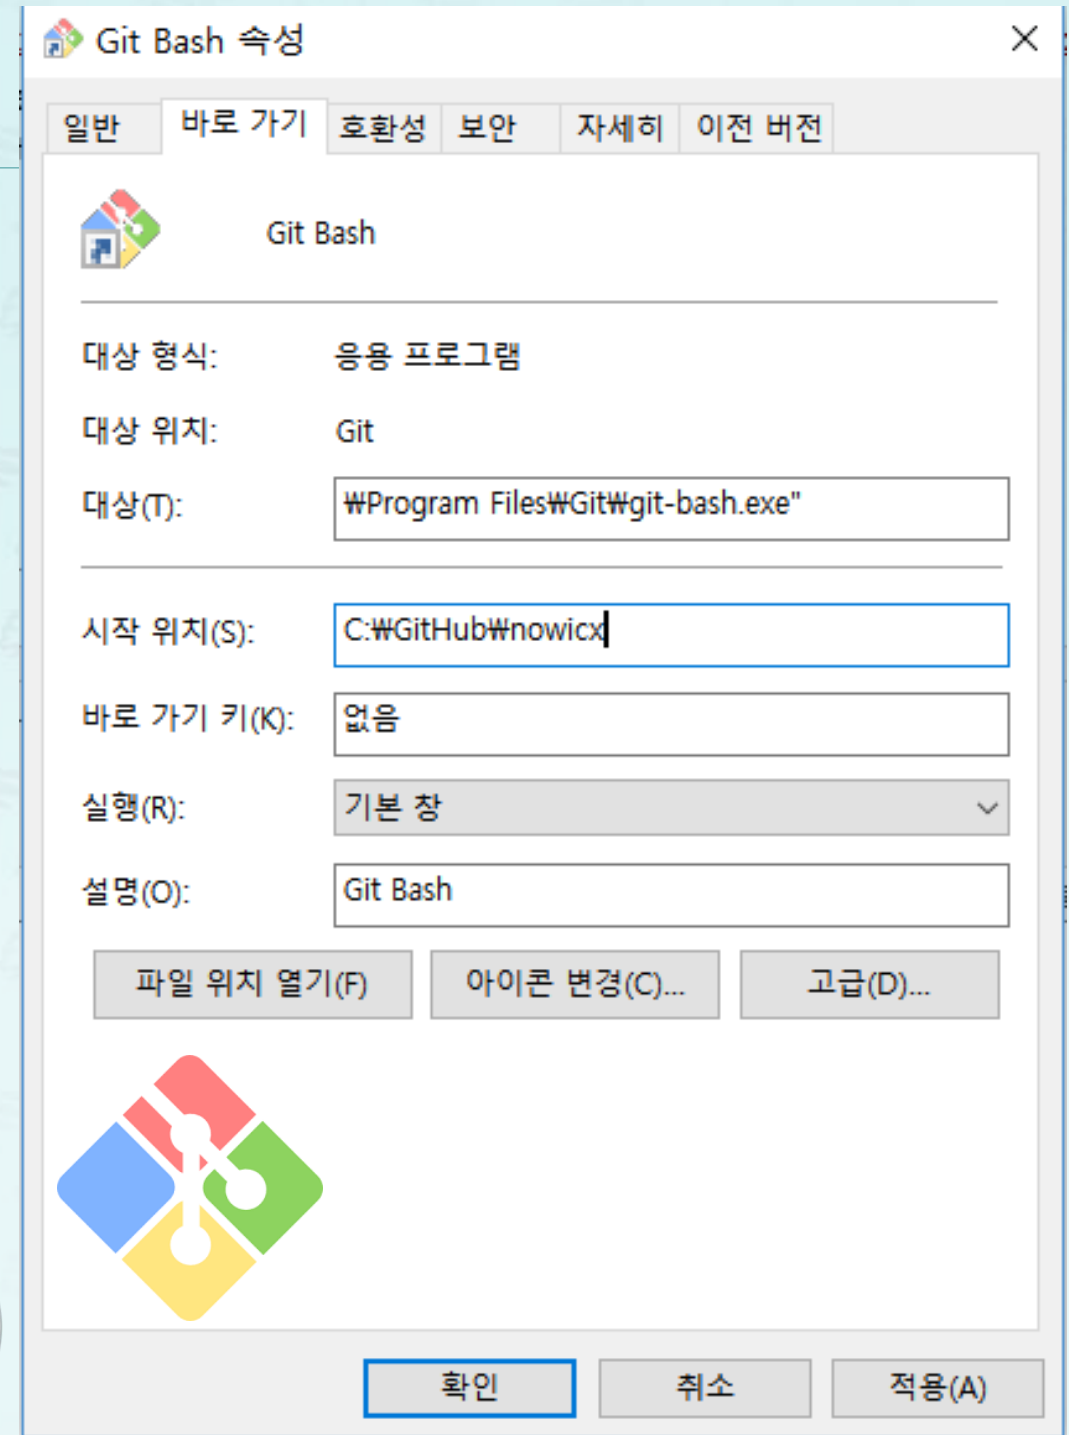 Git Bash 속성
일반 바로 가기 호환성 보안 자세히 이전 버전
Git Bash
대상 형식: 응용 프로그램
대상 위치: Git
대상(T): ₩Program Files₩Git₩git-bash.exe"
시작 위치(S): C:₩GitHub₩nowicx
바로 가기 키(K): 없음
실행(R): 기본 창
설명(O): Git Bash
파일 위치 열기(F) 아이콘 변경(C)... 고급(D)...
확인 취소 적용(A)